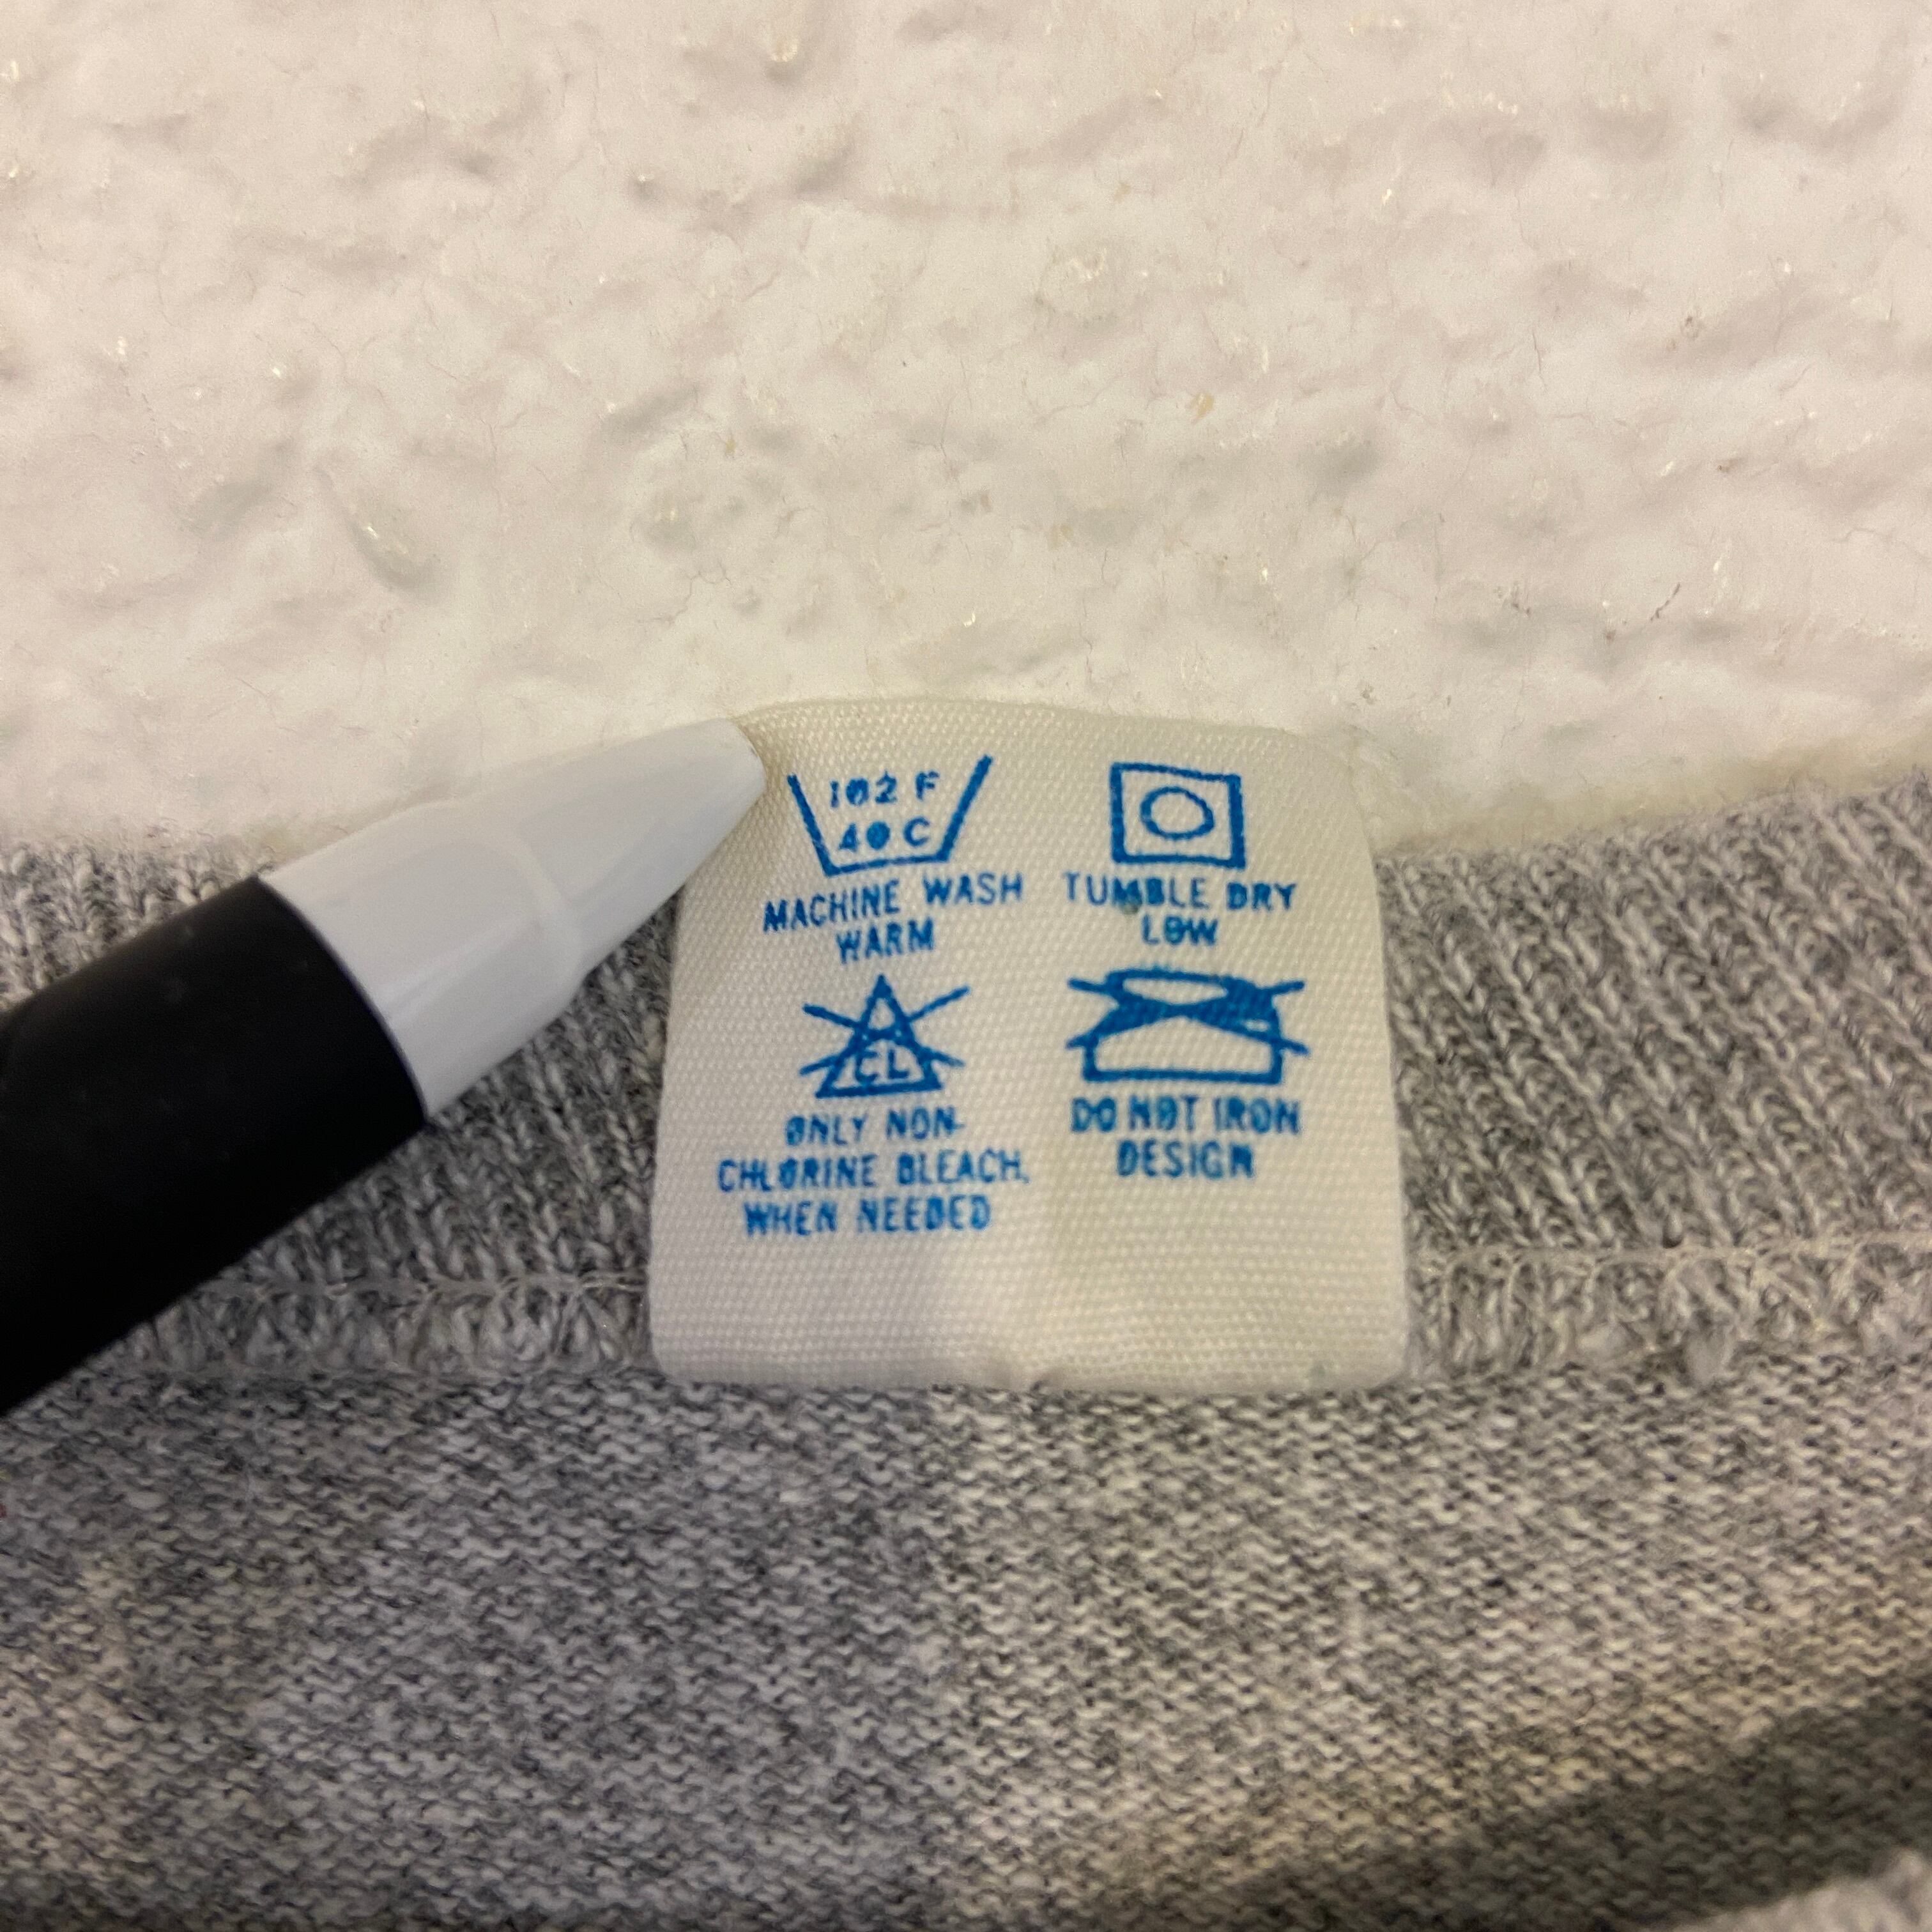 102 F
40 C
MACHINE WASH
WARM
TUMBLE DRY
LOW
CL
ONLY NON-
CHLORINE BLEACH,
WHEN NEEDED
DO NOT IRON
DESIGN